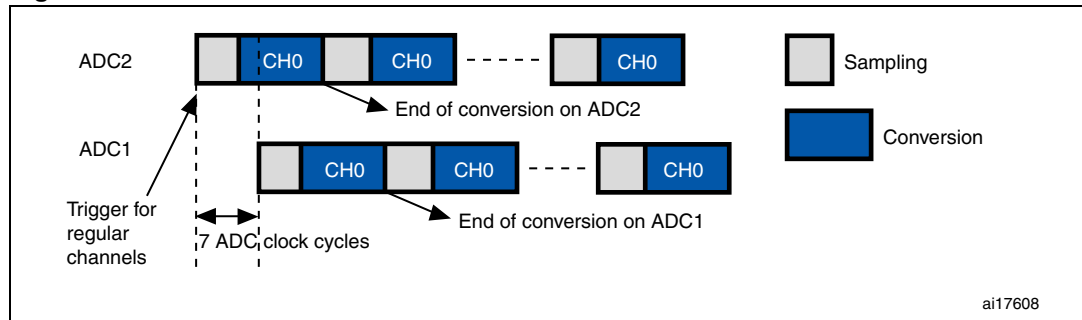 ADC2
CH0
CH0
CH0
Sampling
End of conversion on ADC2
Conversion
ADC1
CH0
CH0
CH0
Trigger for
regular
channels
End of conversion on ADC1
7 ADC clock cycles
ai17608